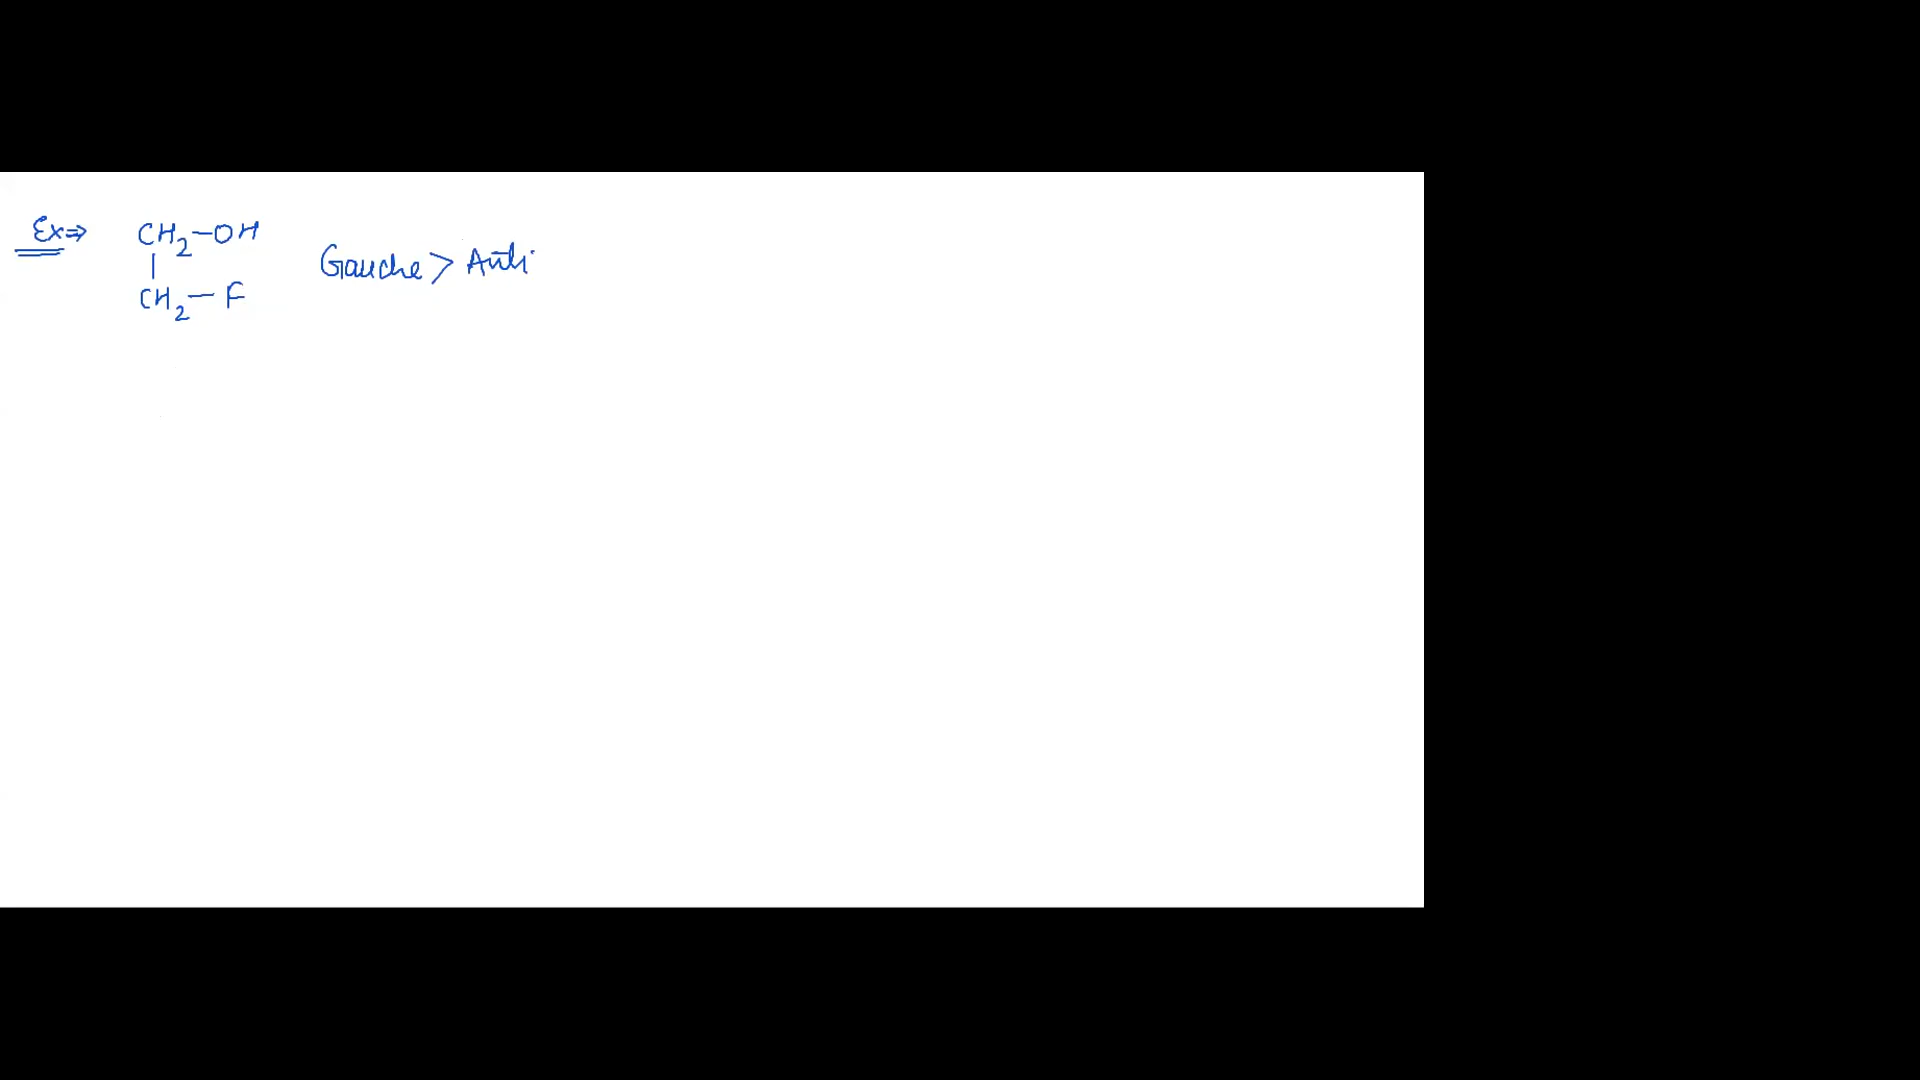 Ex⇒ CH₂-OH
|
Gauche > Anti
CH₂-F